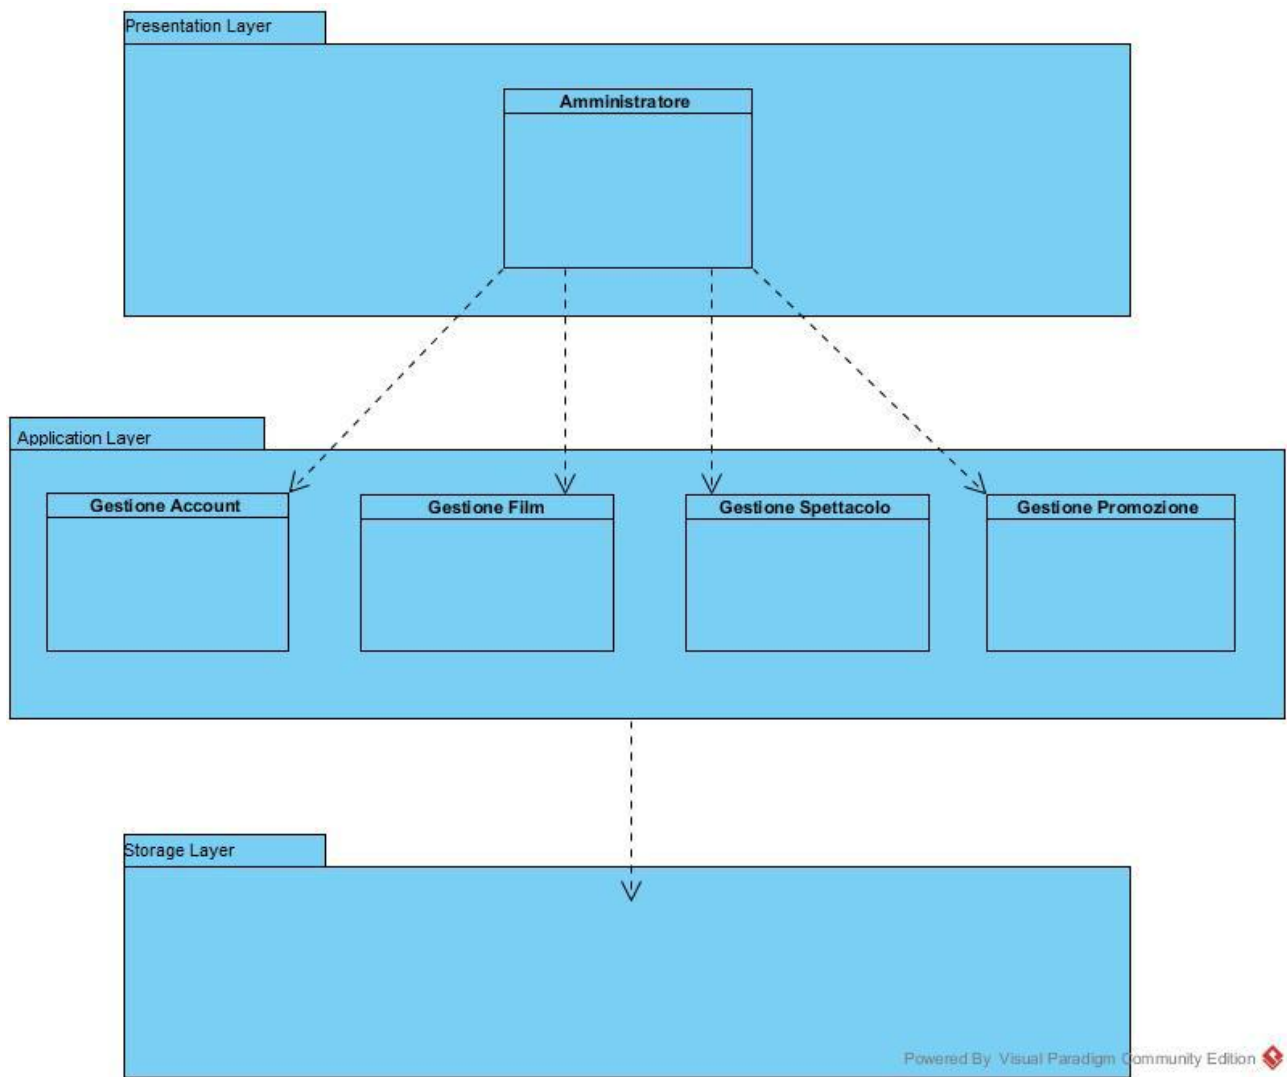 Presentation Layer
Amministratore
Application Layer
Gestione Account
Gestione Film
Gestione Spettacolo
Gestione Promozione
Storage Layer
Powered By Visual Paradigm Community Edition